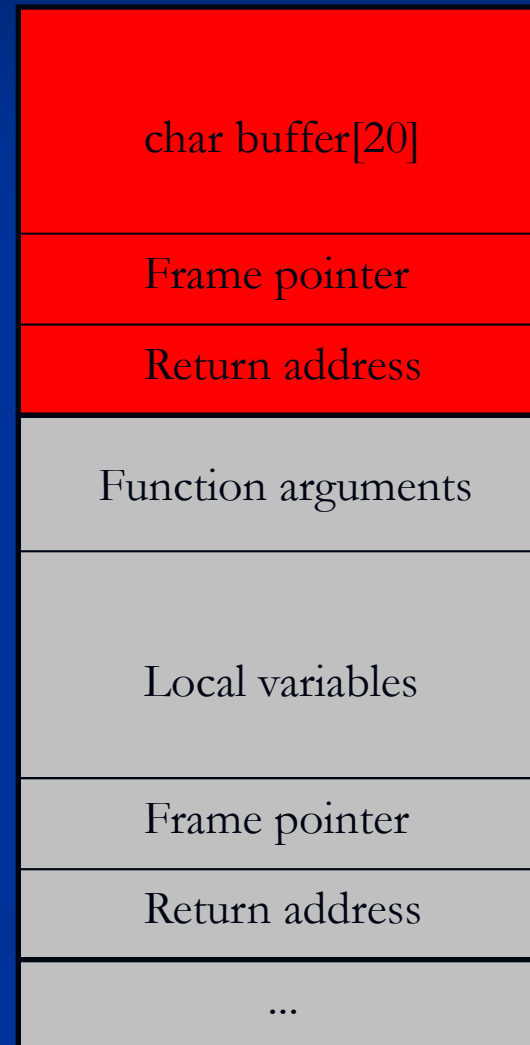 char buffer[20]
Frame pointer
Return address
Function arguments
Local variables
Frame pointer
Return address
...